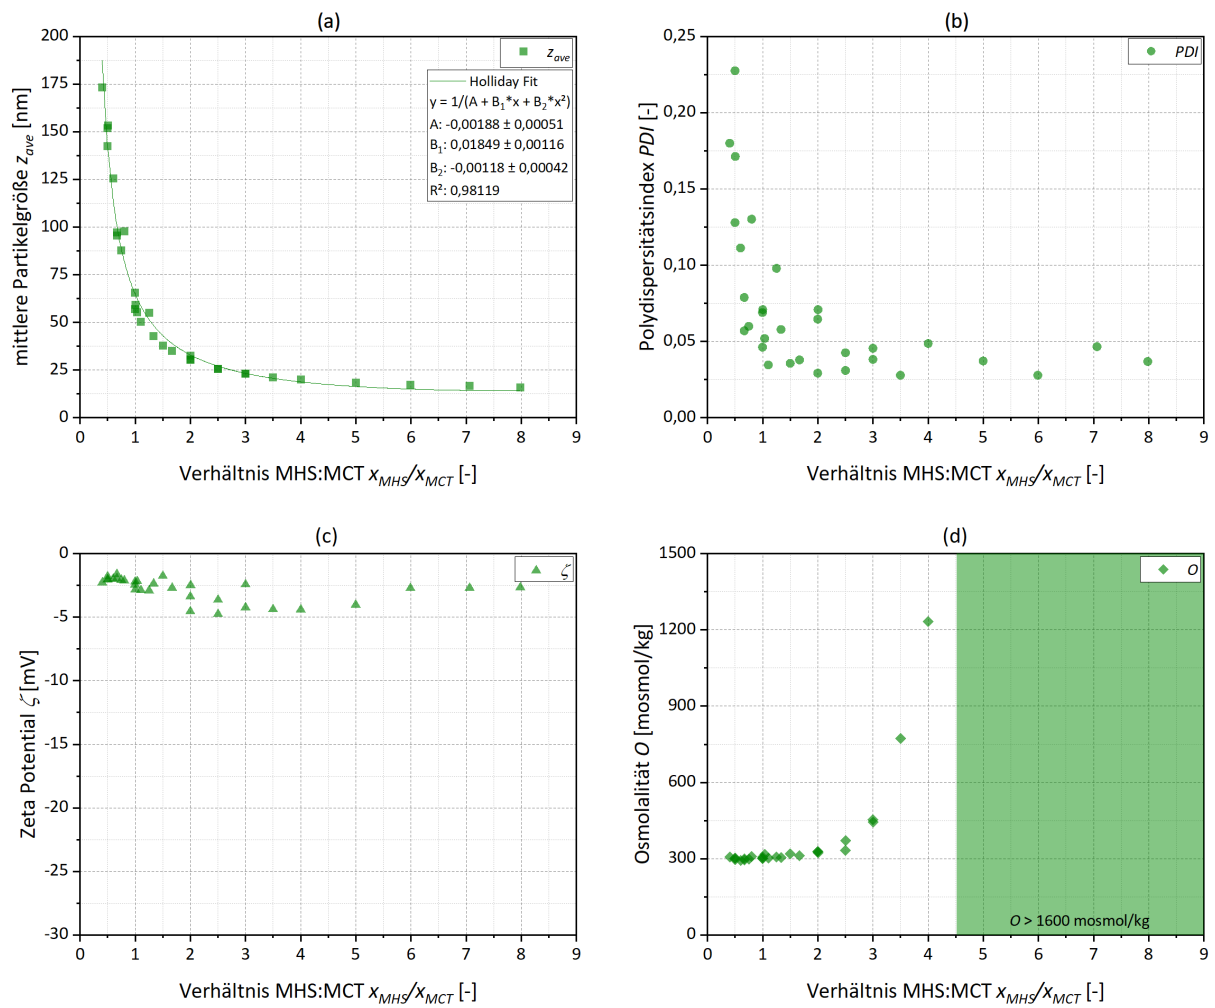 (a)
200
175
150
125
100
75
50
25
0
mittlere Partikelgröße z_ave [nm]
z_ave
Holliday Fit
y = 1/(A + B₁*x + B₂*x²)
A: -0,00188 ± 0,00051
B₁: 0,01849 ± 0,00116
B₂: -0,00118 ± 0,00042
R²: 0,98119
0 1 2 3 4 5 6 7 8 9
Verhältnis MHS:MCT x_MHS/x_MCT [-]
(b)
0,25
0,20
0,15
0,10
0,05
0,00
Polydispersitätsindex PDI [-]
PDI
0 1 2 3 4 5 6 7 8 9
Verhältnis MHS:MCT x_MHS/x_MCT [-]
(c)
0
-5
-10
-15
-20
-25
-30
Zeta Potential ζ [mV]
ζ
0 1 2 3 4 5 6 7 8 9
Verhältnis MHS:MCT x_MHS/x_MCT [-]
(d)
1500
1200
900
600
300
0
Osmolalität O [mosmol/kg]
O
O > 1600 mosmol/kg
0 1 2 3 4 5 6 7 8 9
Verhältnis MHS:MCT x_MHS/x_MCT [-]